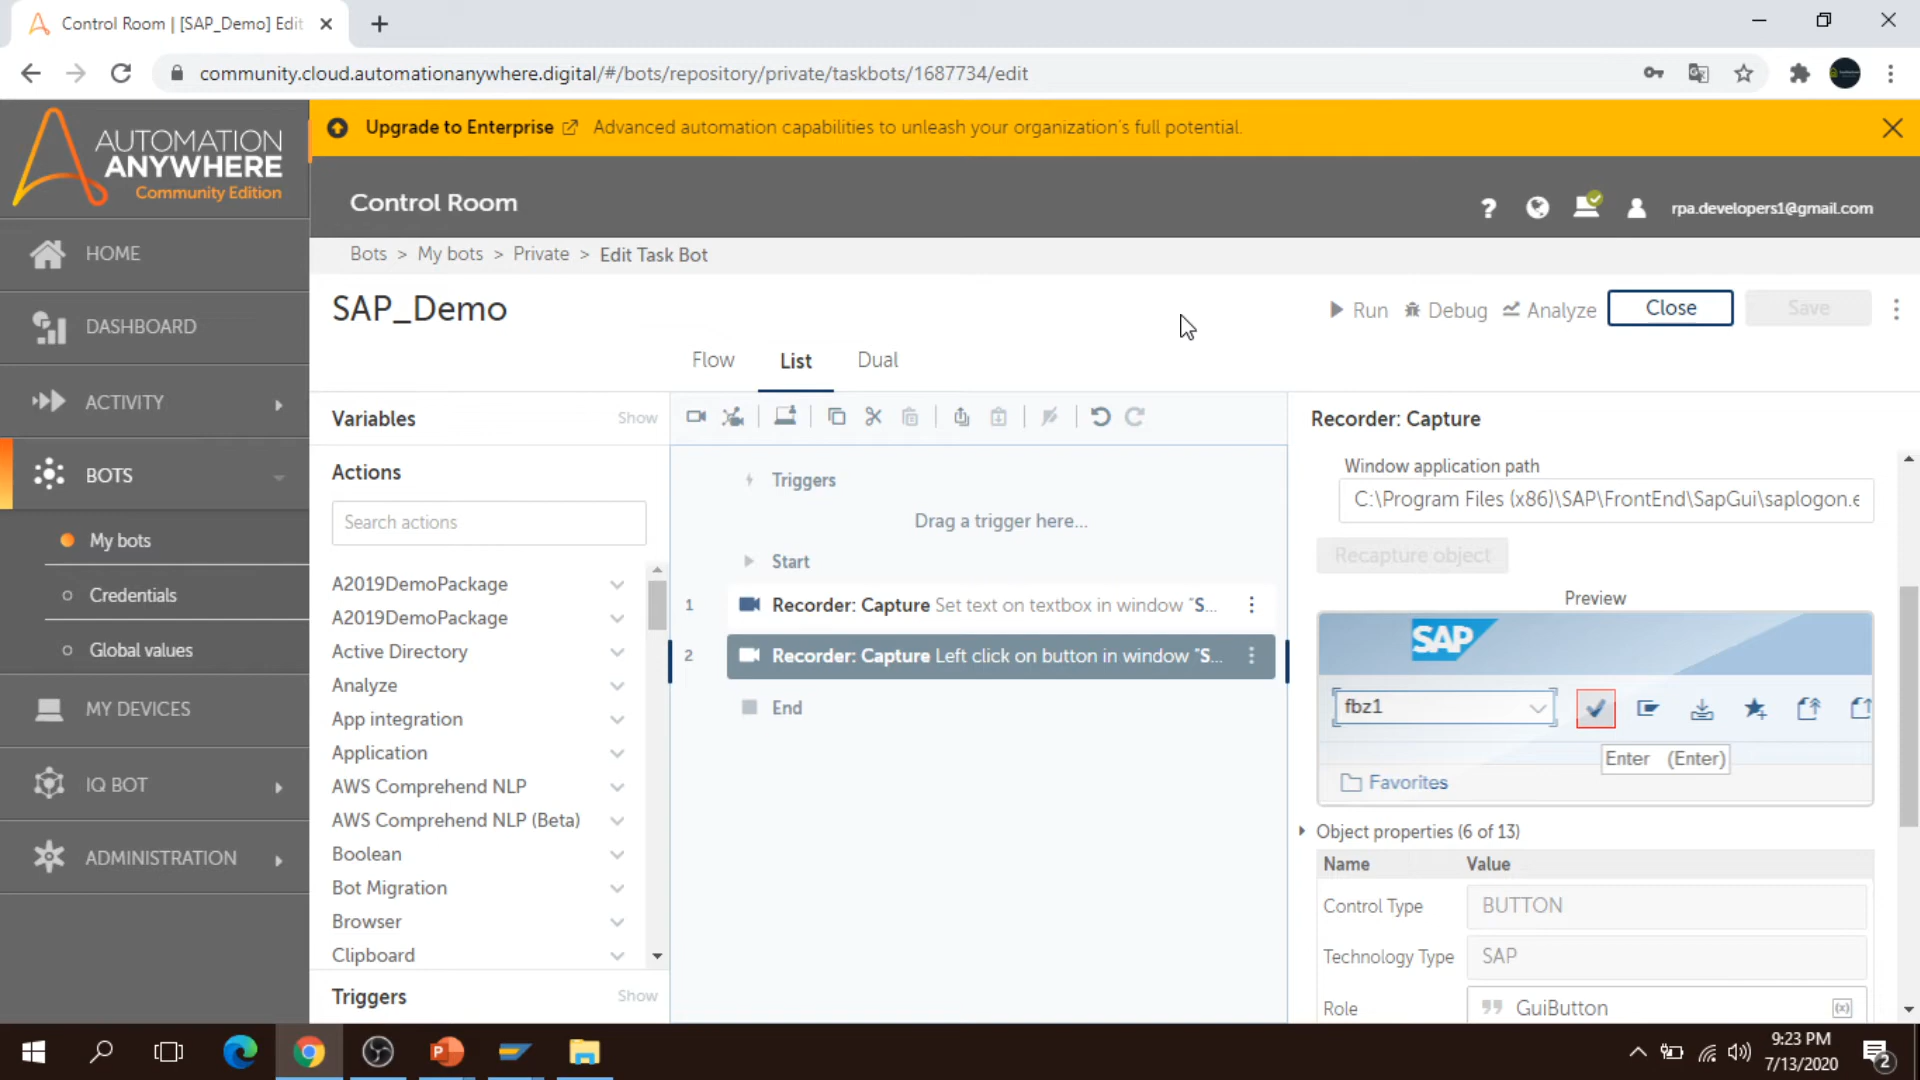 Control Room | [SAP_Demo] Edit
community.cloud.automationanywhere.digital/#/bots/repository/private/taskbots/1687734/edit
AUTOMATION
ANYWHERE
Community Edition
Upgrade to Enterprise
Advanced automation capabilities to unleash your organization's full potential.
Control Room
?
rpa.developers1@gmail.com
Bots > My bots > Private > Edit Task Bot
SAP_Demo
Run
Debug
Analyze
Close
Save
Flow
List
Dual
HOME
DASHBOARD
ACTIVITY
BOTS
My bots
Credentials
Global values
MY DEVICES
IQ BOT
ADMINISTRATION
Variables
Show
Actions
Search actions
A2019DemoPackage
A2019DemoPackage
Active Directory
Analyze
App integration
Application
AWS Comprehend NLP
AWS Comprehend NLP (Beta)
Boolean
Bot Migration
Browser
Clipboard
Triggers
Show
Triggers
Drag a trigger here...
Start
1 Recorder: Capture Set text on textbox in window "S...
2 Recorder: Capture Left click on button in window "S...
End
Recorder: Capture
Window application path
C:\Program Files (x86)\SAP\FrontEnd\SapGui\saplogon.e
Recapture object
Preview
SAP
fbz1
Enter (Enter)
Favorites
Object properties (6 of 13)
Name Value
Control Type BUTTON
Technology Type SAP
Role GuiButton (x)
9:23 PM
7/13/2020
2